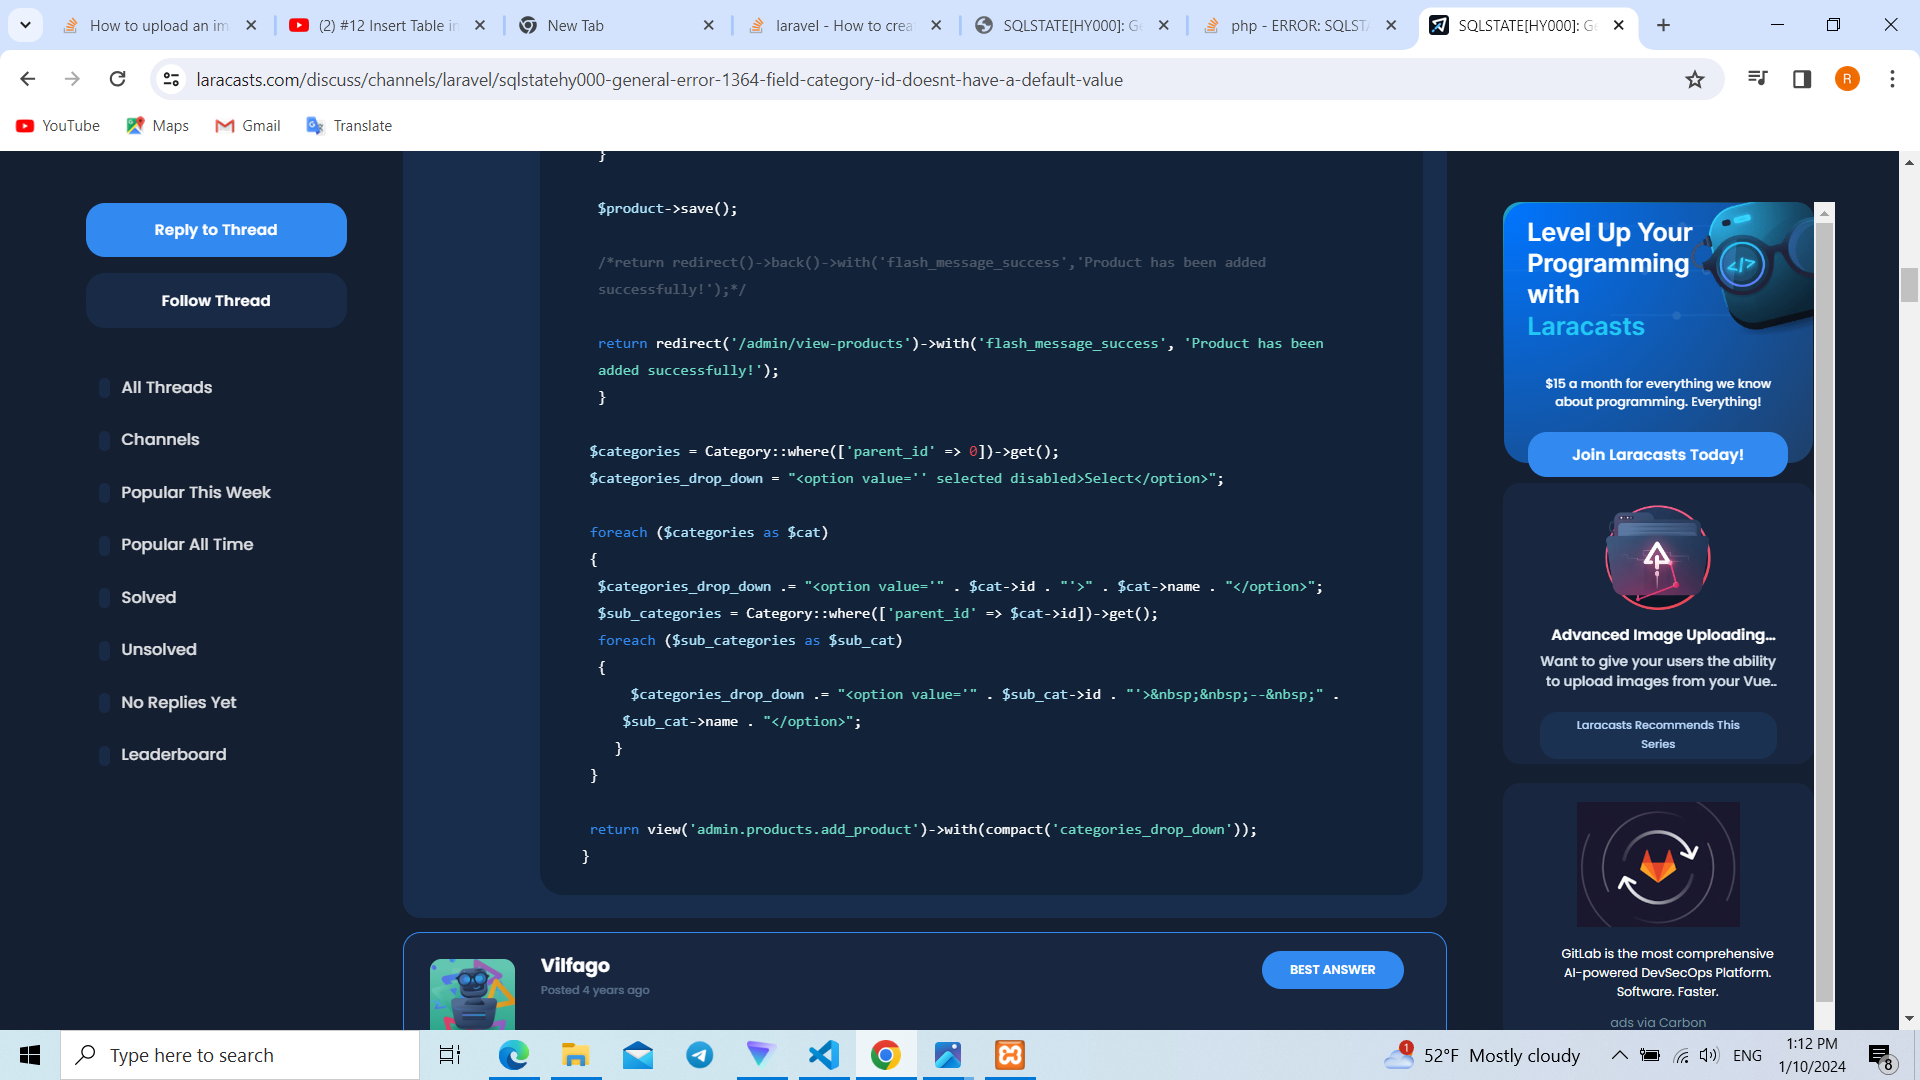 How to upload an im
(2) #12 Insert Table in
New Tab
laravel - How to crea
SQLSTATE[HY000]: Ge
php - ERROR: SQLSTA
SQLSTATE[HY000]: Ge
laracasts.com/discuss/channels/laravel/sqlstatehy000-general-error-1364-field-category-id-doesnt-have-a-default-value
R
YouTube
Maps
Gmail
Translate
Reply to Thread
Follow Thread
All Threads
Channels
Popular This Week
Popular All Time
Solved
Unsolved
No Replies Yet
Leaderboard
}
$product->save();
/*return redirect()->back()->with('flash_message_success','Product has been added
successfully!');*/
return redirect('/admin/view-products')->with('flash_message_success', 'Product has been
added successfully!');
}
$categories = Category::where(['parent_id' => 0])->get();
$categories_drop_down = "<option value='' selected disabled>Select</option>";
foreach ($categories as $cat)
{
$categories_drop_down .= "<option value='" . $cat->id . "'>" . $cat->name . "</option>";
$sub_categories = Category::where(['parent_id' => $cat->id])->get();
foreach ($sub_categories as $sub_cat)
{
$categories_drop_down .= "<option value='" . $sub_cat->id . "'>&nbsp;&nbsp;--&nbsp;" .
$sub_cat->name . "</option>";
}
}
return view('admin.products.add_product')->with(compact('categories_drop_down'));
}
Vilfago
Posted 4 years ago
BEST ANSWER
Level Up Your
Programming
with
Laracasts
</>
$15 a month for everything we know
about programming. Everything!
Join Laracasts Today!
Advanced Image Uploading...
Want to give your users the ability
to upload images from your Vue..
Laracasts Recommends This
Series
GitLab is the most comprehensive
AI-powered DevSecOps Platform.
Software. Faster.
ads via Carbon
Type here to search
1
52°F Mostly cloudy
ENG
1:12 PM
1/10/2024
8